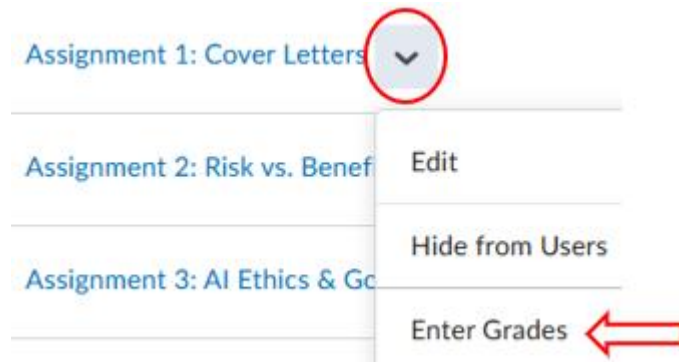 Assignment 1: Cover Letters
Assignment 2: Risk vs. Benef
Edit
Hide from Users
Assignment 3: AI Ethics & Go
Enter Grades